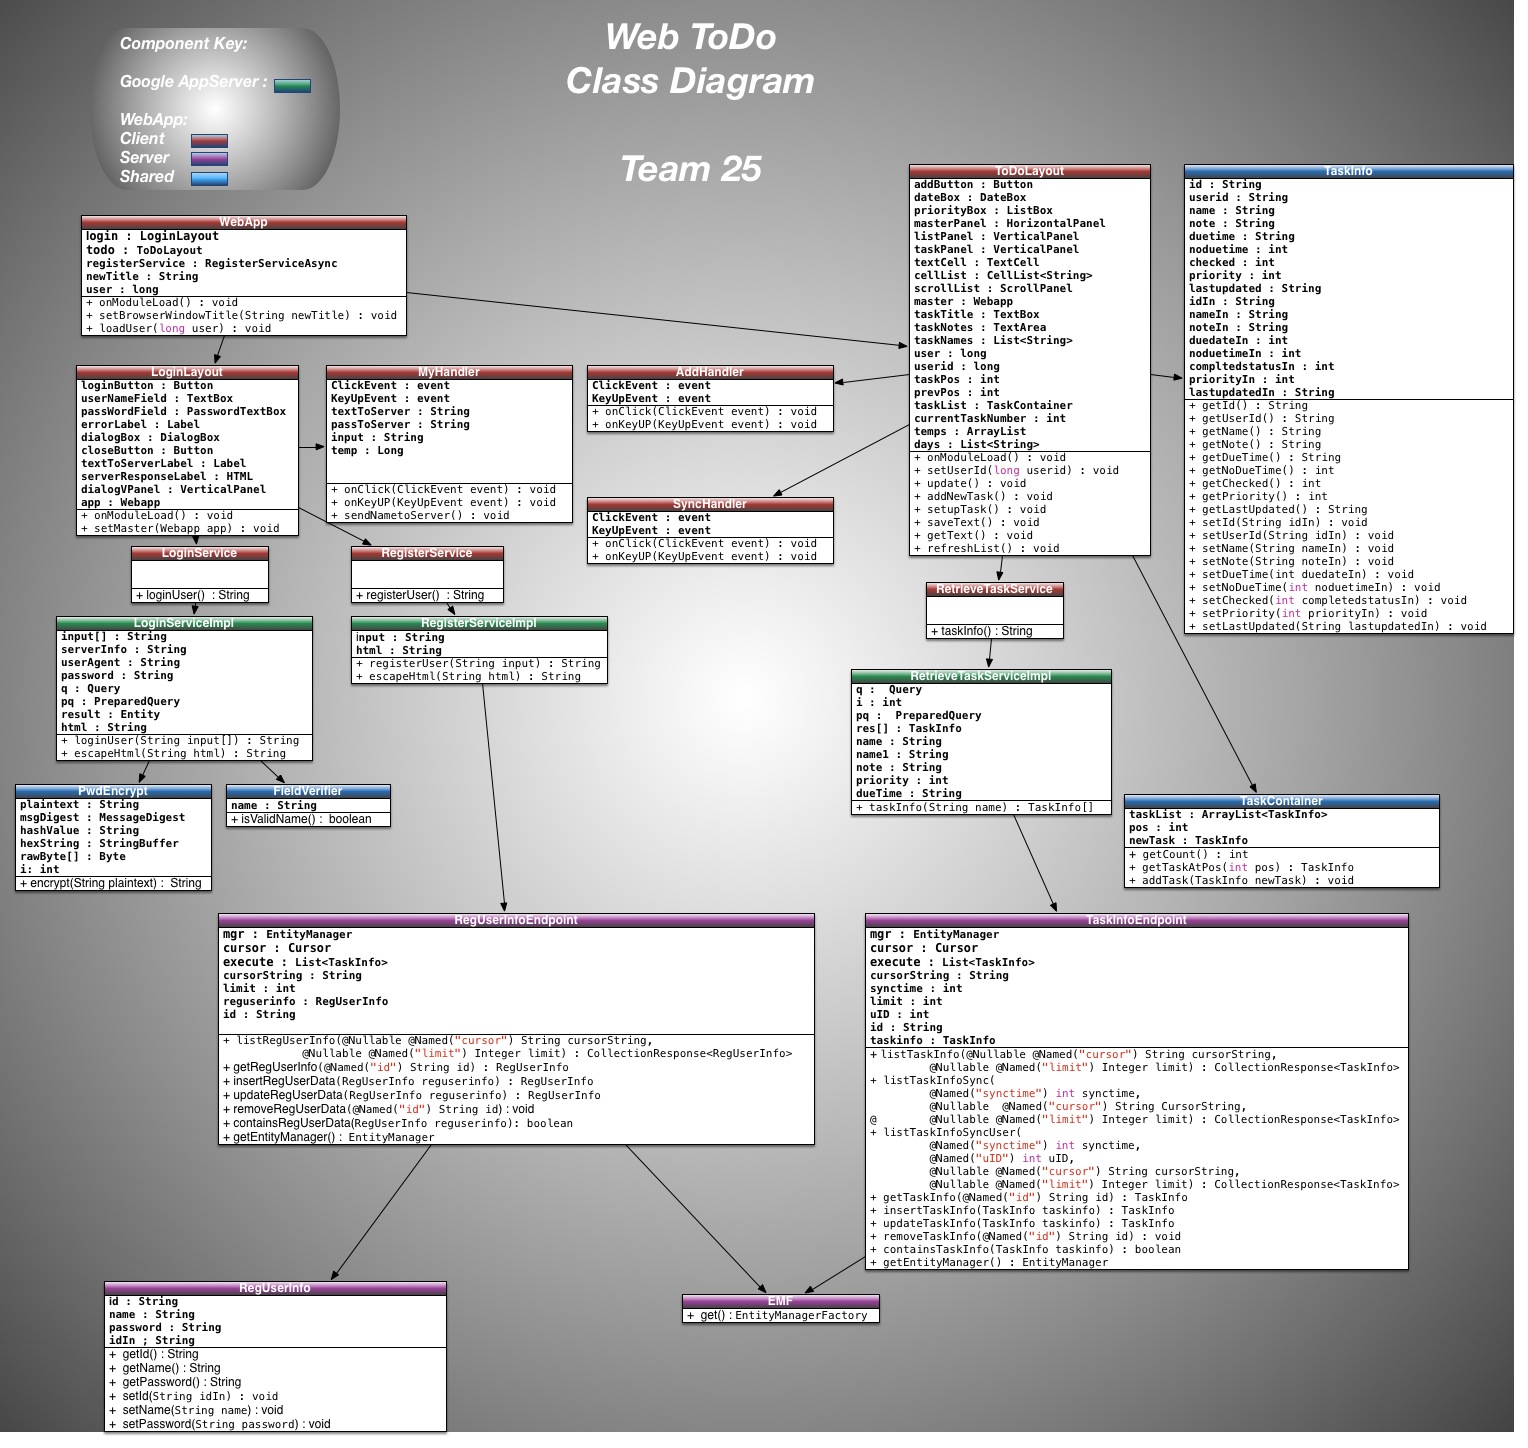 Component Key:
Google AppServer :
WebApp:
Client
Server
Shared
Web ToDo
Class Diagram
Team 25
WebApp
login : LoginLayout
todo : ToDoLayout
registerService : RegisterServiceAsync
newTitle : String
user : long
+ onModuleLoad() : void
+ setBrowserWindowTitle(String newTitle) : void
+ loadUser(long user) : void
ToDoLayout
addButton : Button
dateBox : DateBox
priorityBox : ListBox
masterPanel : HorizontalPanel
listPanel : VerticalPanel
taskPanel : VerticalPanel
textCell : TextCell
cellList : CellList<String>
scrollList : ScrollPanel
master : Webapp
taskTitle : TextBox
taskNotes : TextArea
taskNames : List<String>
user : long
userid : long
taskPos : int
prevPos : int
taskList : TaskContainer
currentTaskNumber : int
temps : ArrayList
days : List<String>
+ onModuleLoad() : void
+ setUserId(long userid) : void
+ update() : void
+ addNewTask() : void
+ setupTask() : void
+ saveText() : void
+ getText() : void
+ refreshList() : void
TaskInfo
id : String
userid : String
name : String
note : String
duetime : String
noduetime : int
checked : int
priority : int
lastupdated : String
idIn : String
nameIn : String
noteIn : String
duedateIn : int
noduetimeIn : int
compltedstatusIn : int
priorityIn : int
lastupdatedIn : String
+ getId() : String
+ getUserId() : String
+ getName() : String
+ getNote() : String
+ getDueTime() : String
+ getNoDueTime() : int
+ getChecked() : int
+ getPriority() : int
+ getLastUpdated() : String
+ setId(String idIn) : void
+ setUserId(String idIn) : void
+ setName(String nameIn) : void
+ setNote(String noteIn) : void
+ setDueTime(int duedateIn) : void
+ setNoDueTime(int noduetimeIn) : void
+ setChecked(int completedstatusIn) : void
+ setPriority(int priorityIn) : void
+ setLastUpdated(String lastupdatedIn) : void
LoginLayout
loginButton : Button
userNameField : TextBox
passWordField : PasswordTextBox
errorLabel : Label
dialogBox : DialogBox
closeButton : Button
textToServerLabel : Label
serverResponseLabel : HTML
dialogVPanel : VerticalPanel
app : Webapp
+ onModuleLoad() : void
+ setMaster(Webapp app) : void
MyHandler
ClickEvent : event
KeyUpEvent : event
textToServer : String
passToServer : String
input : String
temp : Long
+ onClick(ClickEvent event) : void
+ onKeyUP(KeyUpEvent event) : void
+ sendNametoServer() : void
AddHandler
ClickEvent : event
KeyUpEvent : event
+ onClick(ClickEvent event) : void
+ onKeyUP(KeyUpEvent event) : void
SyncHandler
ClickEvent : event
KeyUpEvent : event
+ onClick(ClickEvent event) : void
+ onKeyUP(KeyUpEvent event) : void
LoginService
+ loginUser() : String
RegisterService
+ registerUser() : String
RetrieveTaskService
+ taskInfo() : String
LoginServiceImpl
input[] : String
serverInfo : String
userAgent : String
password : String
q : Query
pq : PreparedQuery
result : Entity
html : String
+ loginUser(String input[]) : String
+ escapeHtml(String html) : String
RegisterServiceImpl
input : String
html : String
+ registerUser(String input) : String
+ escapeHtml(String html) : String
RetrieveTaskServiceImpl
q : Query
i : int
pq : PreparedQuery
res[] : TaskInfo
name : String
name1 : String
note : String
priority : int
dueTime : String
+ taskInfo(String name) : TaskInfo[]
PwdEncrypt
plaintext : String
msgDigest : MessageDigest
hashValue : String
hexString : StringBuffer
rawByte[] : Byte
i: int
+ encrypt(String plaintext) : String
FieldVerifier
name : String
+ isValidName() : boolean
TaskContainer
taskList : ArrayList<TaskInfo>
pos : int
newTask : TaskInfo
+ getCount() : int
+ getTaskAtPos(int pos) : TaskInfo
+ addTask(TaskInfo newTask) : void
RegUserInfoEndpoint
mgr : EntityManager
cursor : Cursor
execute : List<TaskInfo>
cursorString : String
limit : int
reguserinfo : RegUserInfo
id : String
+ listRegUserInfo(@Nullable @Named("cursor") String cursorString,
@Nullable @Named("limit") Integer limit) : CollectionResponse<RegUserInfo>
+ getRegUserInfo(@Named("id") String id) : RegUserInfo
+ insertRegUserData(RegUserInfo reguserinfo) : RegUserInfo
+ updateRegUserData(RegUserInfo reguserinfo) : RegUserInfo
+ removeRegUserData(@Named("id") String id) : void
+ containsRegUserData(RegUserInfo reguserinfo): boolean
+ getEntityManager() : EntityManager
TaskInfoEndpoint
mgr : EntityManager
cursor : Cursor
execute : List<TaskInfo>
cursorString : String
synctime : int
limit : int
uID : int
id : String
taskinfo : TaskInfo
+ listTaskInfo(@Nullable @Named("cursor") String cursorString,
@Nullable @Named("limit") Integer limit) : CollectionResponse<TaskInfo>
+ listTaskInfoSync(
@Named("synctime") int synctime,
@Nullable @Named("cursor") String CursorString,
@ @Nullable @Named("limit") Integer limit) : CollectionResponse<TaskInfo>
+ listTaskInfoSyncUser(
@Named("synctime") int synctime,
@Named("uID") int uID,
@Nullable @Named("cursor") String cursorString,
@Nullable @Named("limit") Integer limit) : CollectionResponse<TaskInfo>
+ getTaskInfo(@Named("id") String id) : TaskInfo
+ insertTaskInfo(TaskInfo taskinfo) : TaskInfo
+ updateTaskInfo(TaskInfo taskinfo) : TaskInfo
+ removeTaskInfo(@Named("id") String id) : void
+ containsTaskInfo(TaskInfo taskinfo) : boolean
+ getEntityManager() : EntityManager
RegUserInfo
id : String
name : String
password : String
idIn ; String
+ getId() : String
+ getName() : String
+ getPassword() : String
+ setId(String idIn) : void
+ setName(String name) : void
+ setPassword(String password) : void
EMF
+ get() : EntityManagerFactory